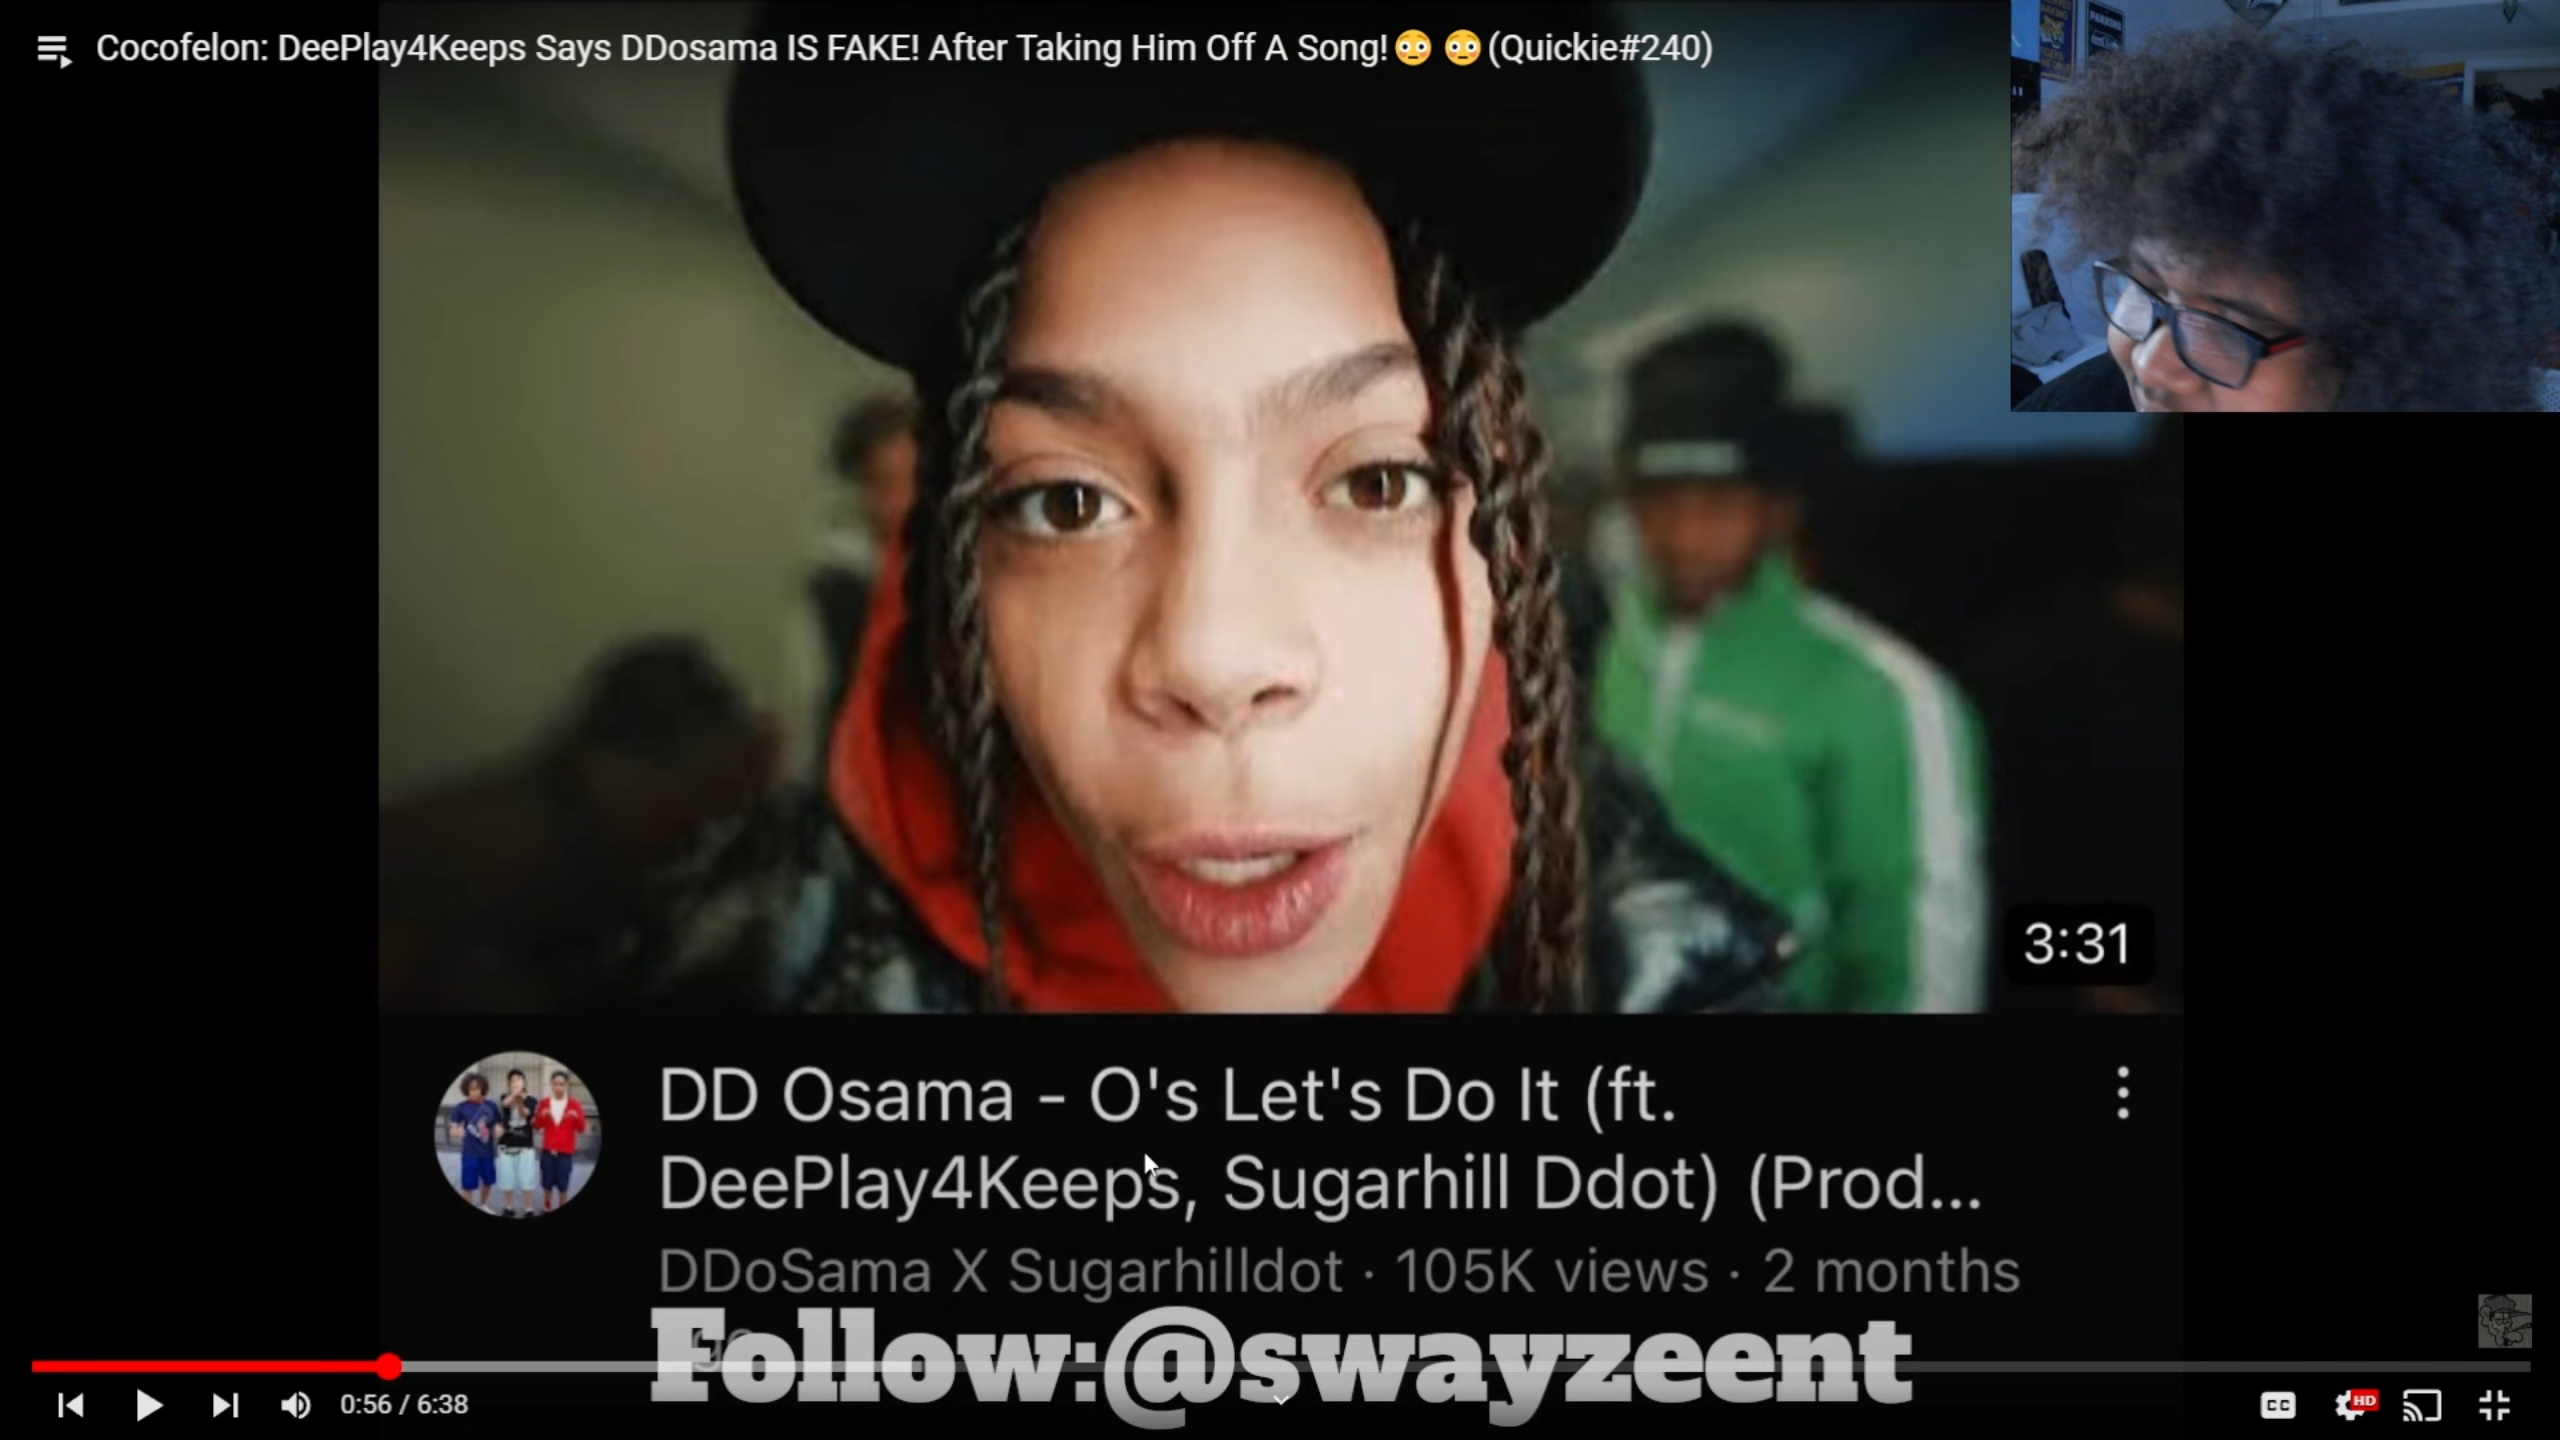 Cocofelon: DeePlay4Keeps Says DDosama IS FAKE! After Taking Him Off A Song!😳 😳(Quickie#240)
PARKING
3:31
DD Osama - O's Let's Do It (ft.
DeePlay4Keeps, Sugarhill Ddot) (Prod...
DDoSama X Sugarhilldot · 105K views · 2 months
Follow:@swayzeent
0:56 / 6:38
CC
HD